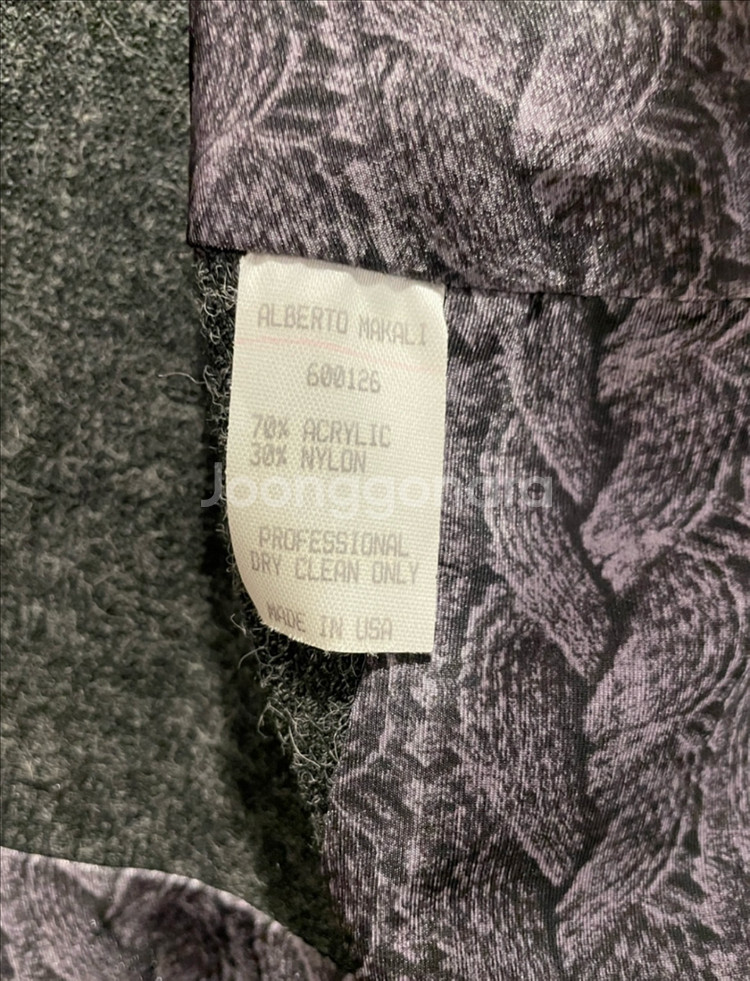 ALBERTO MAKALI
600126
70% ACRYLIC
30% NYLON
Joonggonara
PROFESSIONAL
DRY CLEAN ONLY
MADE IN USA